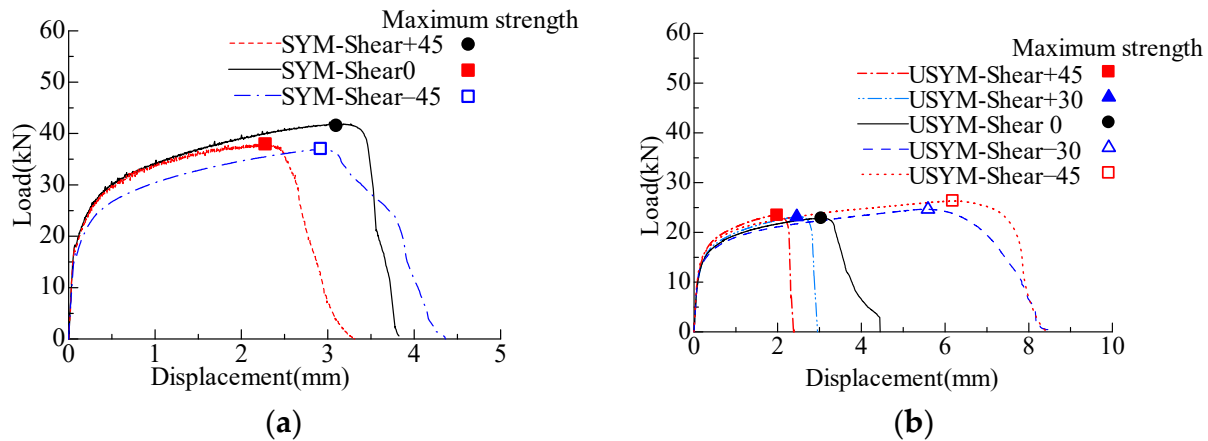 Maximum strength
SYM-Shear+45
SYM-Shear0
SYM-Shear−45
60
50
40
30
20
10
0
Load(kN)
0 1 2 3 4 5
Displacement(mm)
(a)
Maximum strength
USYM-Shear+45
USYM-Shear+30
USYM-Shear 0
USYM-Shear−30
USYM-Shear−45
60
50
40
30
20
10
0
Load(kN)
0 2 4 6 8 10
Displacement(mm)
(b)